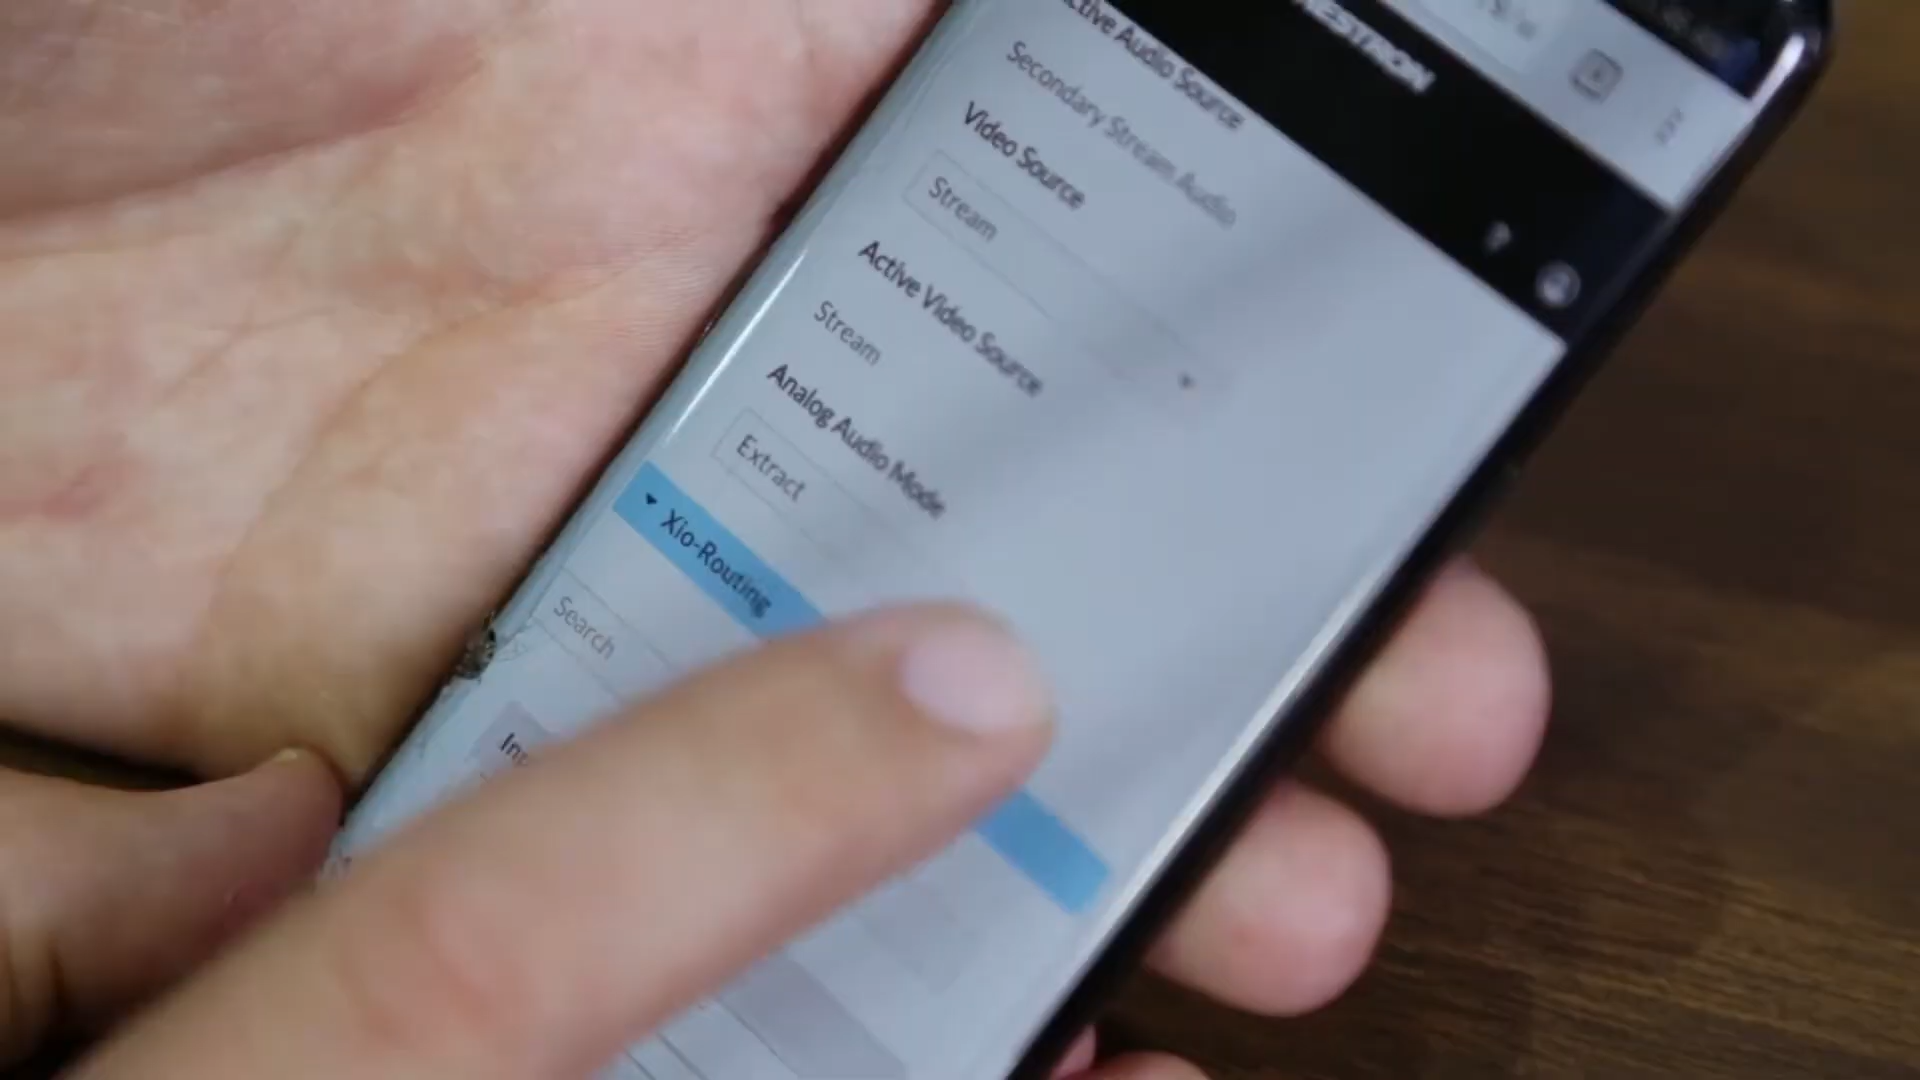 Active Audio Source
Secondary Stream Audio
Video Source
Stream
Active Video Source
Stream
Analog Audio Mode
Extract
Xio-Routing
Search